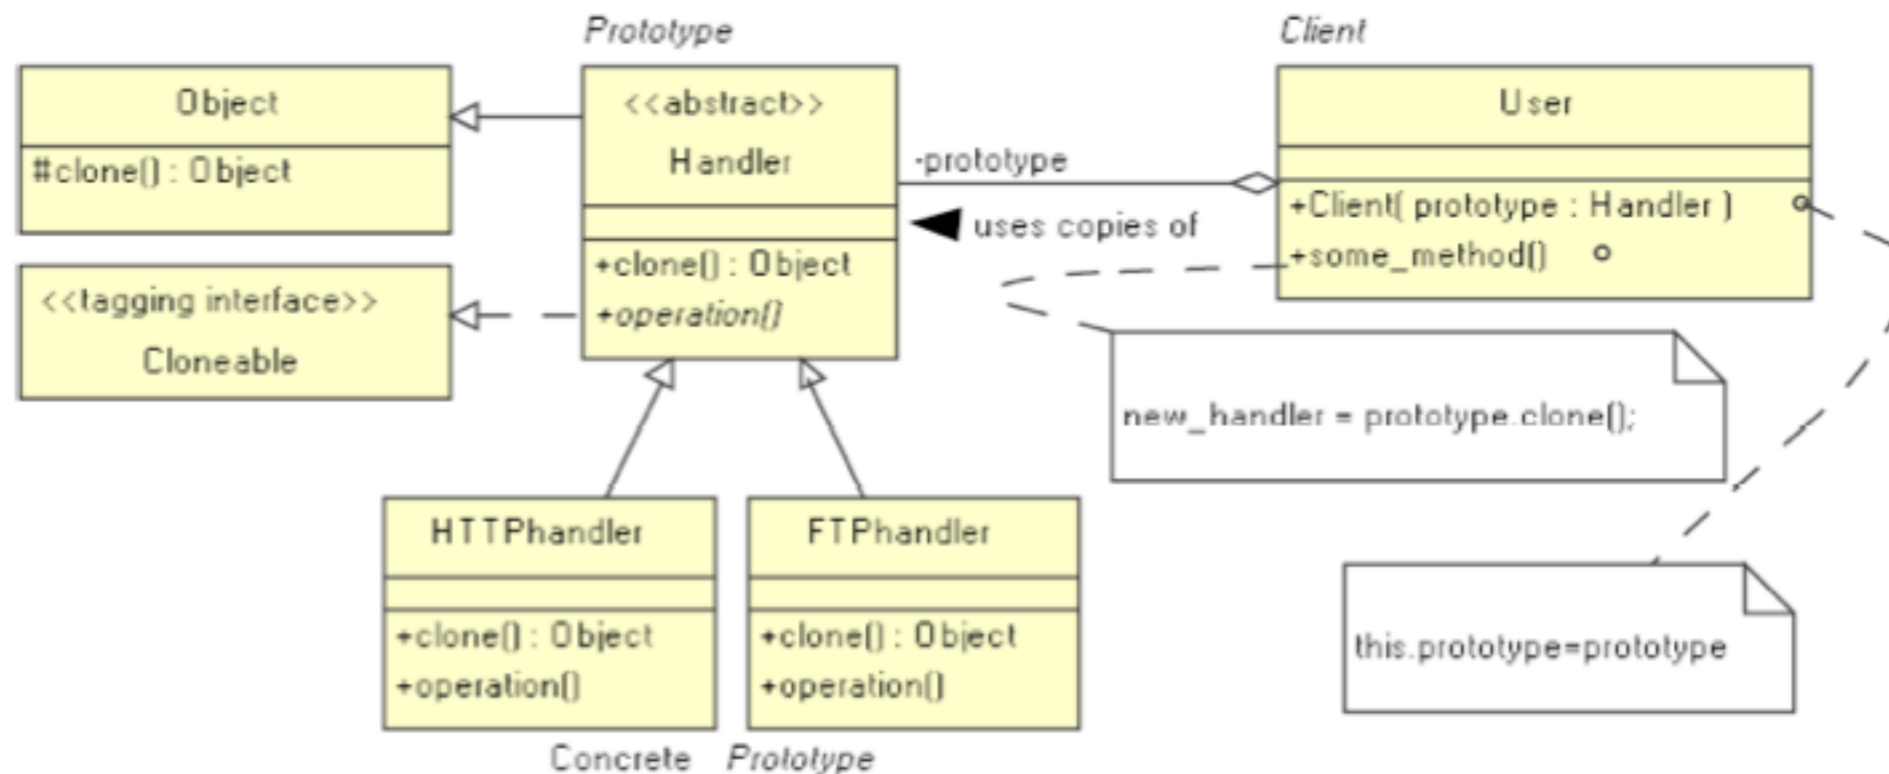 Prototype
Client
Object
#clone() : Object
<<tagging interface>>
Cloneable
<<abstract>>
Handler
+clone() : Object
+operation()
-prototype
uses copies of
User
+Client( prototype : Handler )
+some_method()
new_handler = prototype.clone();
this.prototype=prototype
HTTPhandler
+clone() : Object
+operation()
FTPhandler
+clone() : Object
+operation()
Concrete Prototype